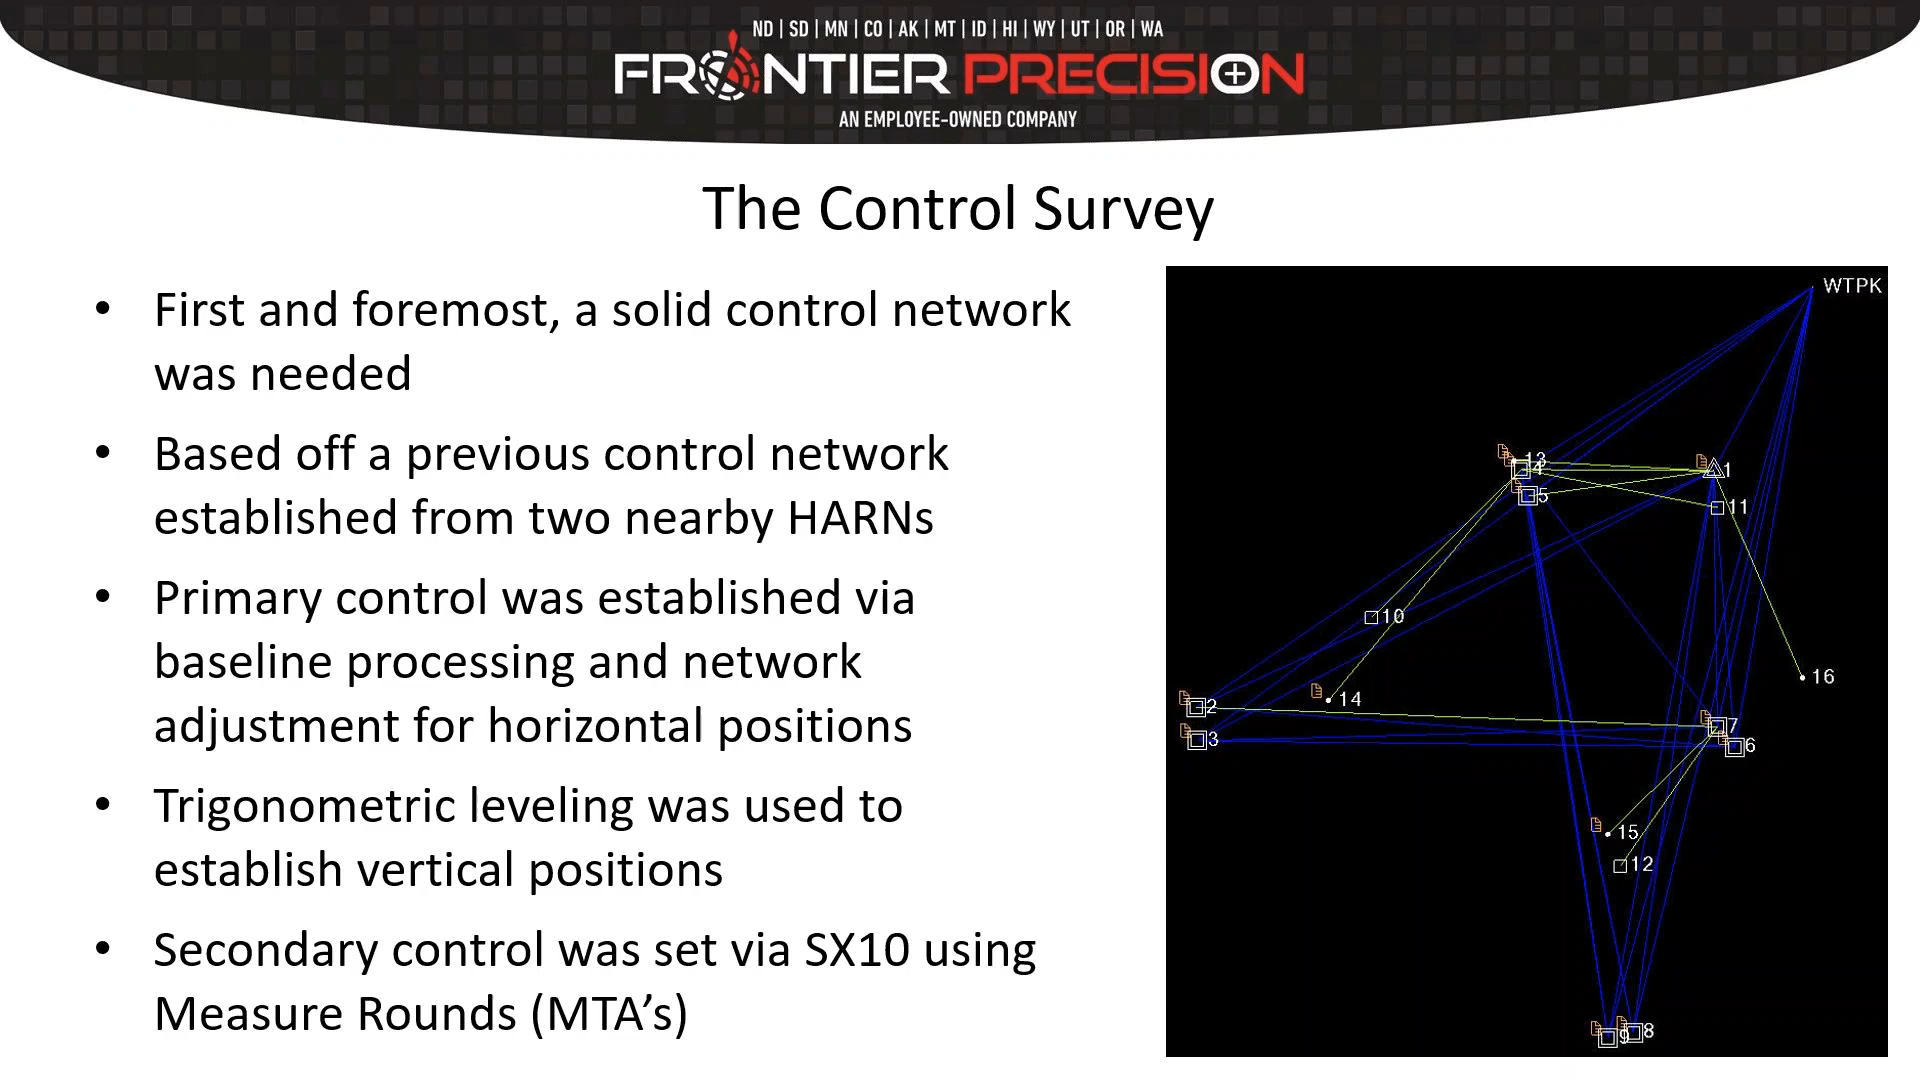 ND | SD | MN | CO | AK | MT | ID | HI | WY | UT | OR | WA
FRONTIER PRECISION
AN EMPLOYEE-OWNED COMPANY
The Control Survey
• First and foremost, a solid control network
was needed
• Based off a previous control network
established from two nearby HARNs
• Primary control was established via
baseline processing and network
adjustment for horizontal positions
• Trigonometric leveling was used to
establish vertical positions
• Secondary control was set via SX10 using
Measure Rounds (MTA’s)
WTPK
13
4
1
5
11
10
16
14
2
7
3
6
15
12
9
8